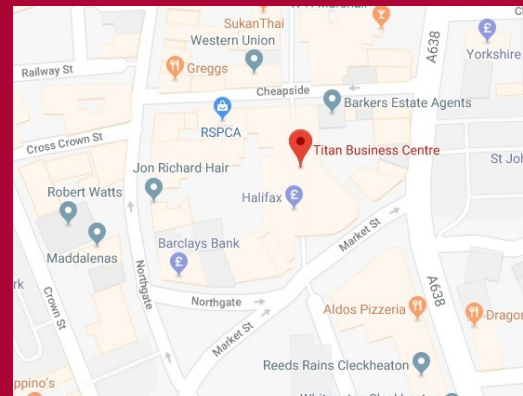 SukanThai
Western Union
Greggs
Railway St
Cheapside
A638
Yorkshire
Barkers Estate Agents
RSPCA
Cross Crown St
Titan Business Centre
St Joh
Jon Richard Hair
Robert Watts
Halifax
Maddalenas
Barclays Bank
Market St
Northgate
Crown St
rk
Northgate
Market St
A638
Aldos Pizzeria
Dragon
Reeds Rains Cleckheaton
ppino's